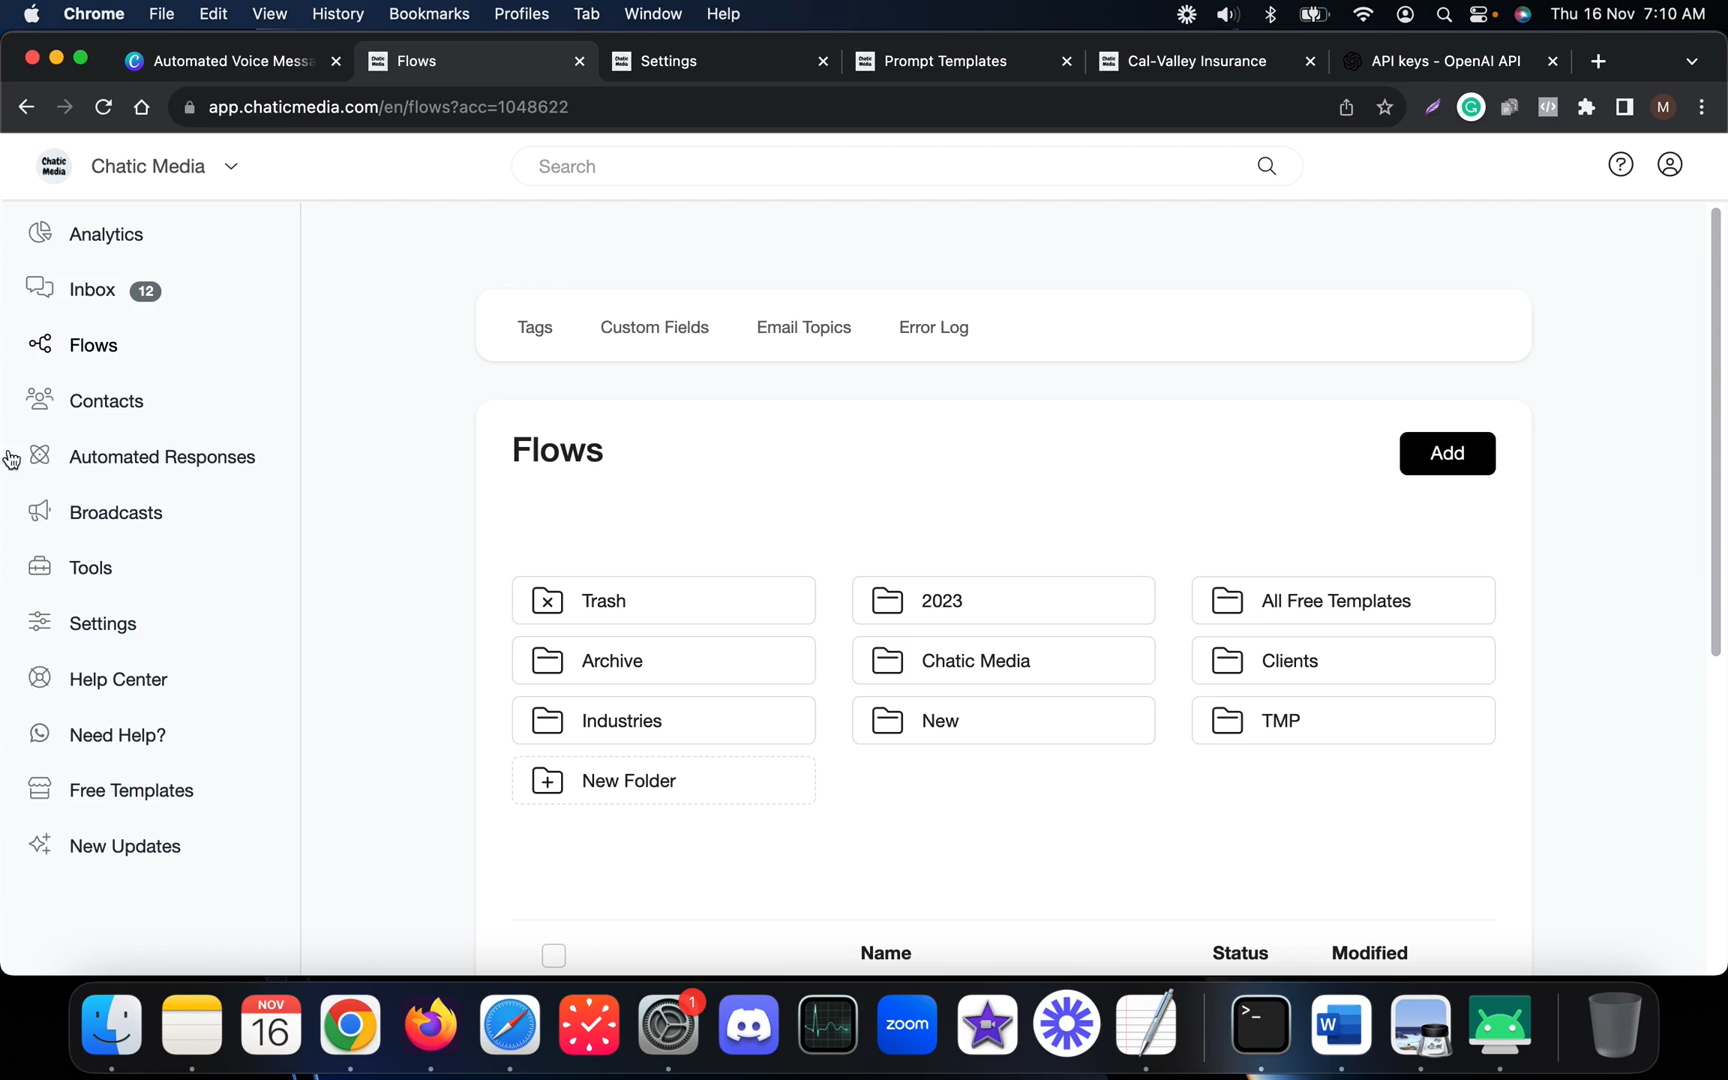 Chrome File Edit View History Bookmarks Profiles Tab Window Help Thu 16 Nov 7:10 AM
Automated Voice Messa Flows Settings Prompt Templates Cal-Valley Insurance API keys - OpenAI API
app.chaticmedia.com/en/flows?acc=1048622 M
Chatic Media Chatic Media Search
Analytics
Inbox 12
Flows
Contacts
Automated Responses
Broadcasts
Tools
Settings
Help Center
Need Help?
Free Templates
New Updates
Tags Custom Fields Email Topics Error Log
Flows Add
Trash 2023 All Free Templates
Archive Chatic Media Clients
Industries New TMP
New Folder
Name Status Modified
NOV
16
1
zoom
W